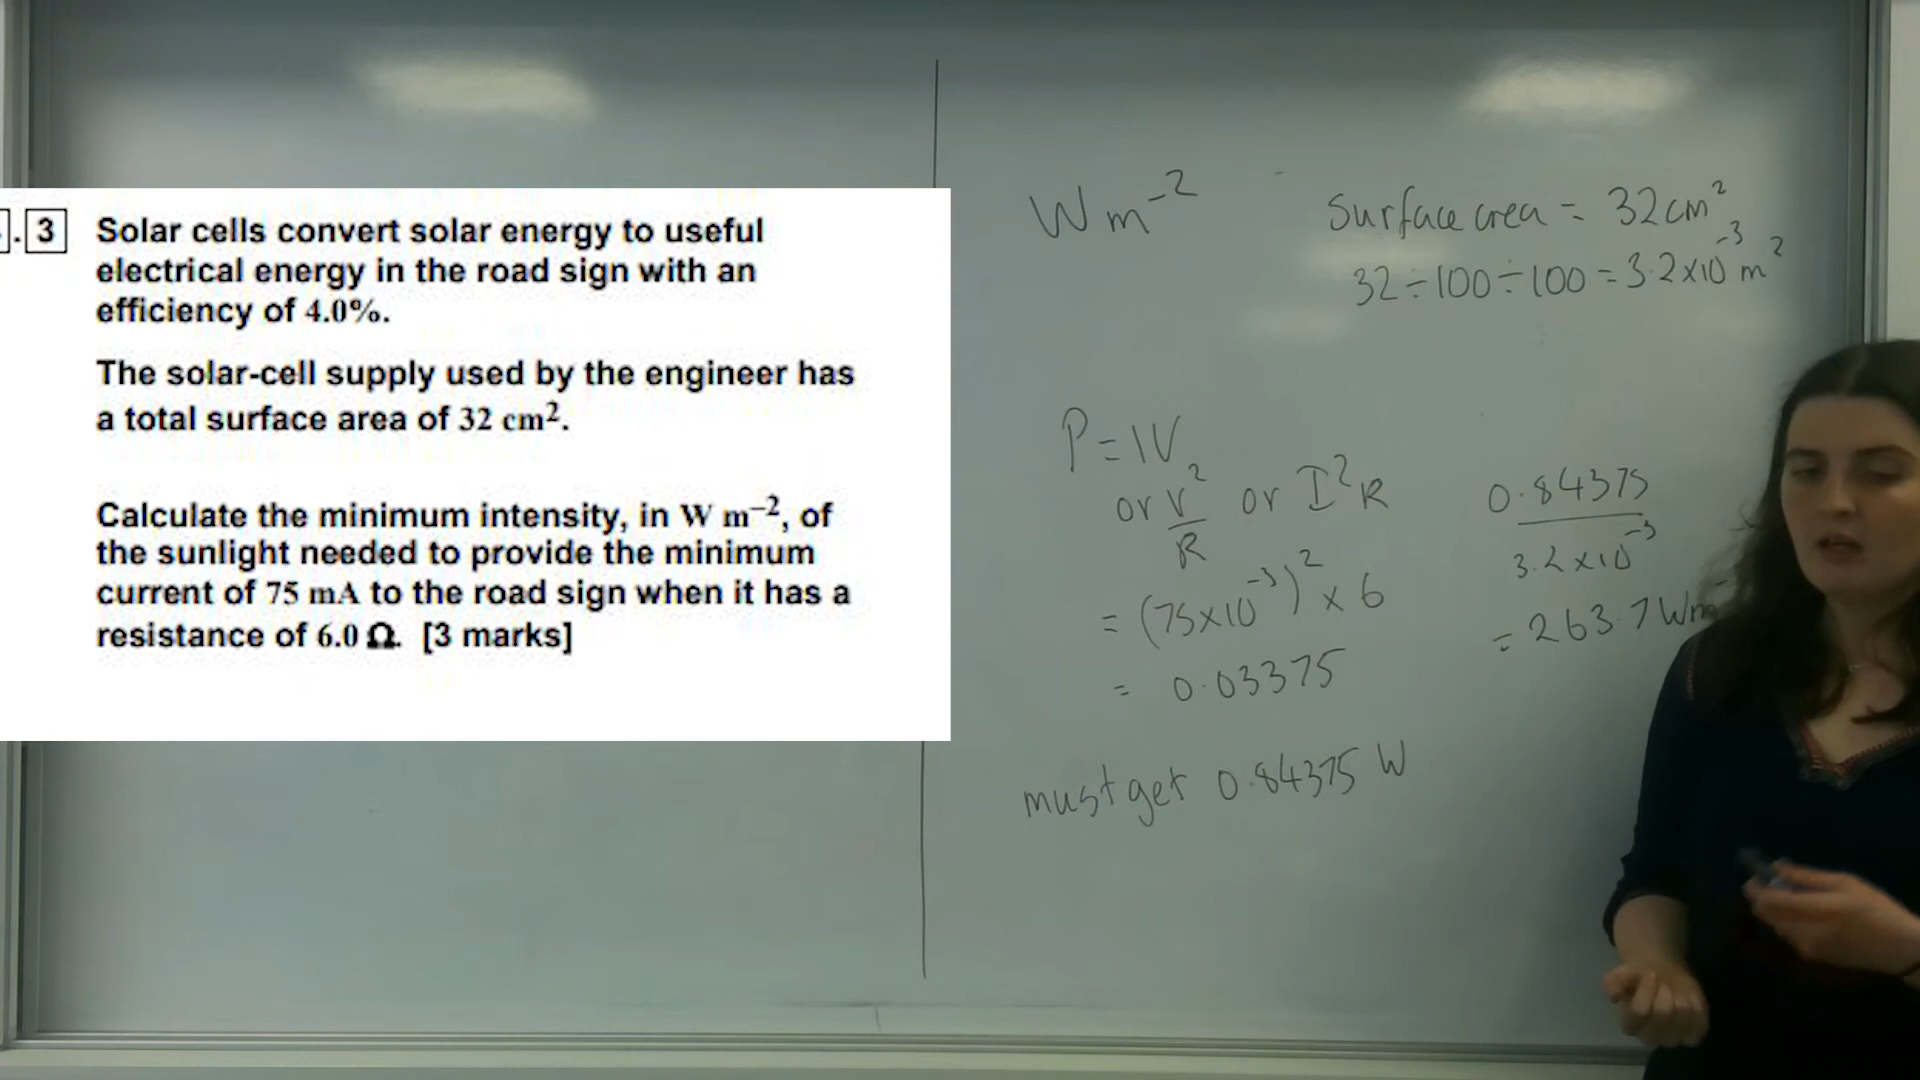 .3 Solar cells convert solar energy to useful
electrical energy in the road sign with an
efficiency of 4.0%.
The solar-cell supply used by the engineer has
a total surface area of 32 cm².
Calculate the minimum intensity, in W m⁻², of
the sunlight needed to provide the minimum
current of 75 mA to the road sign when it has a
resistance of 6.0 Ω. [3 marks]
Wm⁻²
Surface area = 32cm²
32÷100÷100 = 3.2×10⁻³ m²
P=IV
or V²/R or I²R
= (75×10⁻³)² × 6
= 0.03375
must get 0.84375 W
0.84375
3.2×10⁻³
= 263.7 Wm⁻